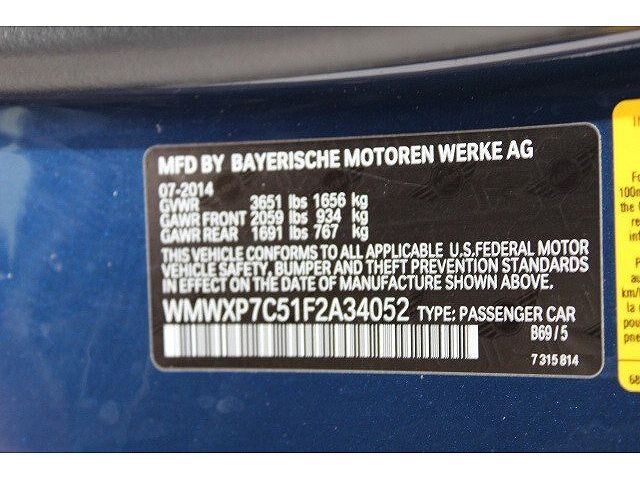 MFD BY BAYERISCHE MOTOREN WERKE AG
07-2014
GVWR 3651 lbs 1656 kg
GAWR FRONT 2059 lbs 934 kg
GAWR REAR 1691 lbs 767 kg
THIS VEHICLE CONFORMS TO ALL APPLICABLE U.S.FEDERAL MOTOR
VEHICLE SAFETY, BUMPER AND THEFT PREVENTION STANDARDS
IN EFFECT ON THE DATE OF MANUFACTURE SHOWN ABOVE.
WMWXP7C51F2A34052 TYPE: PASSENGER CAR
B69 / 5
7 315 814